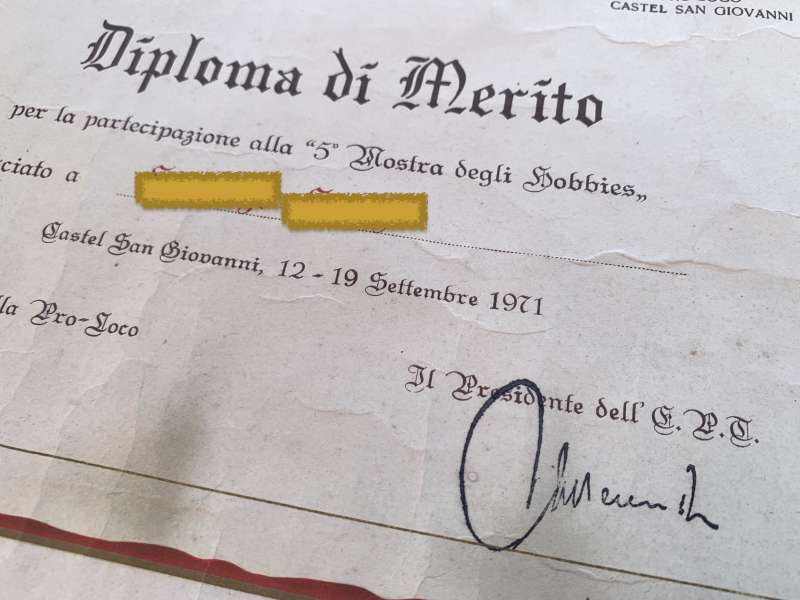 CASTEL SAN GIOVANNI
Diploma di Merito
per la partecipazione alla “5ª Mostra degli Hobbies„
ciato a
Castel San Giovanni, 12 - 19 Settembre 1971
la Pro-Loco
Il Presidente dell' E. P. T.